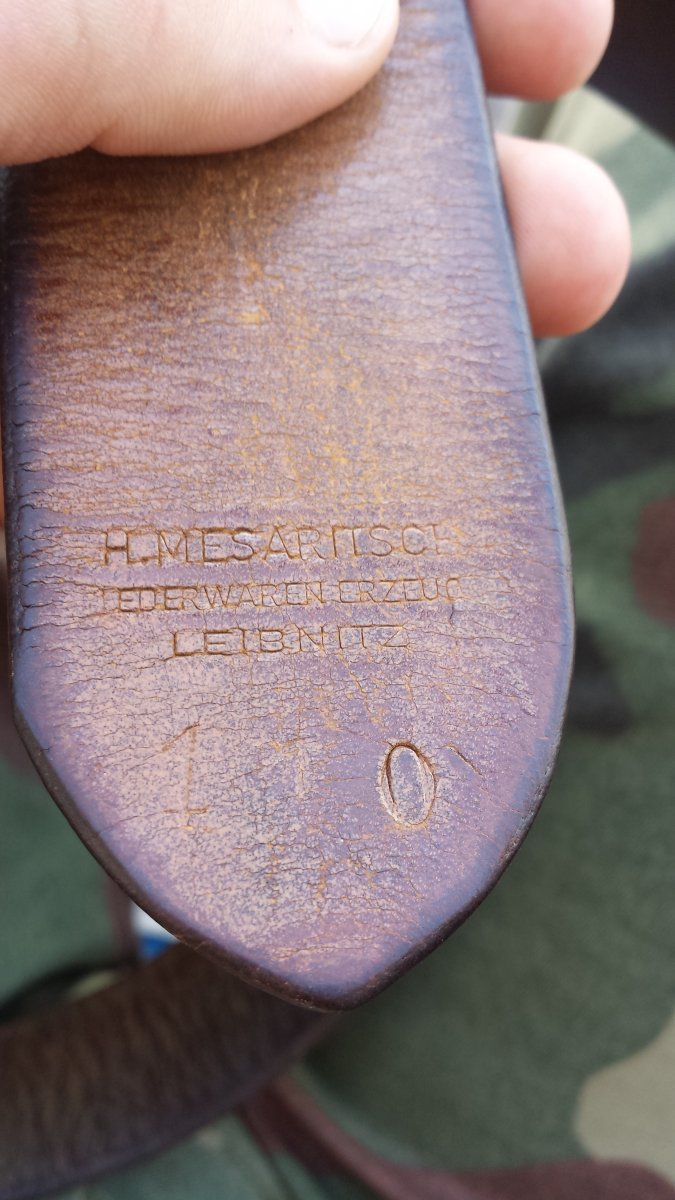 H. MESARITSCH
LEDERWAREN ERZEUG
LEIBNITZ
110